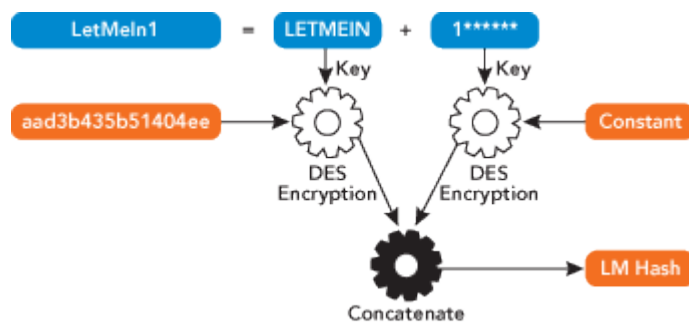 LetMeIn1 = LETMEIN + 1******
Key Key
aad3b435b51404ee Constant
DES Encryption DES Encryption
LM Hash
Concatenate